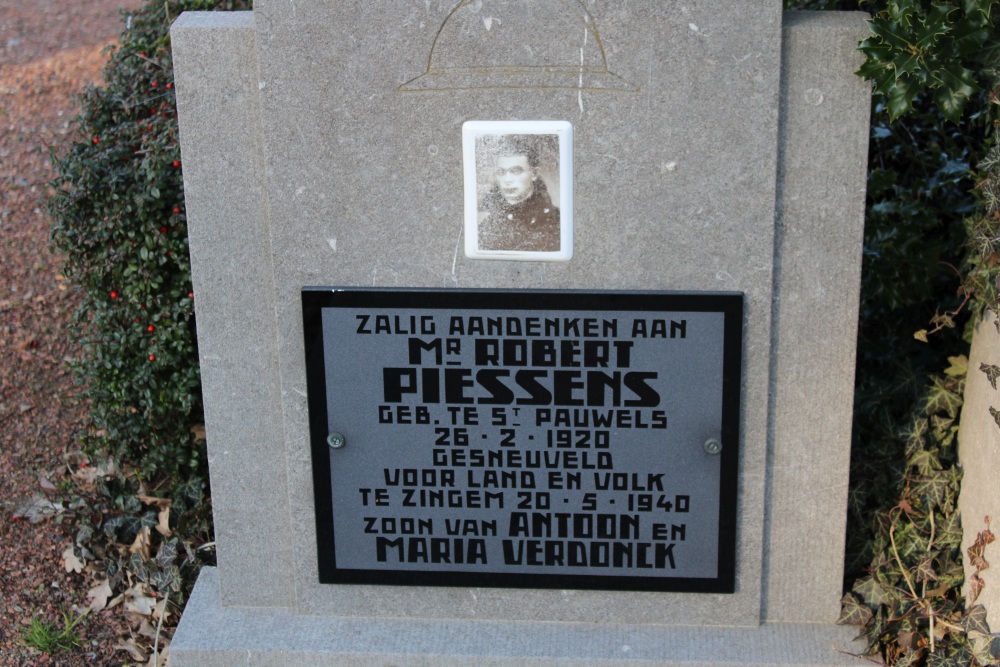 ZALIG AANDENKEN AAN
MR ROBERT
PIESSENS
GEB. TE ST PAUWELS
26 · 2 · 1920
GESNEUVELD
VOOR LAND EN VOLK
TE ZINGEM 20 · 5 · 1940
ZOON VAN ANTOON EN
MARIA VERDONCK